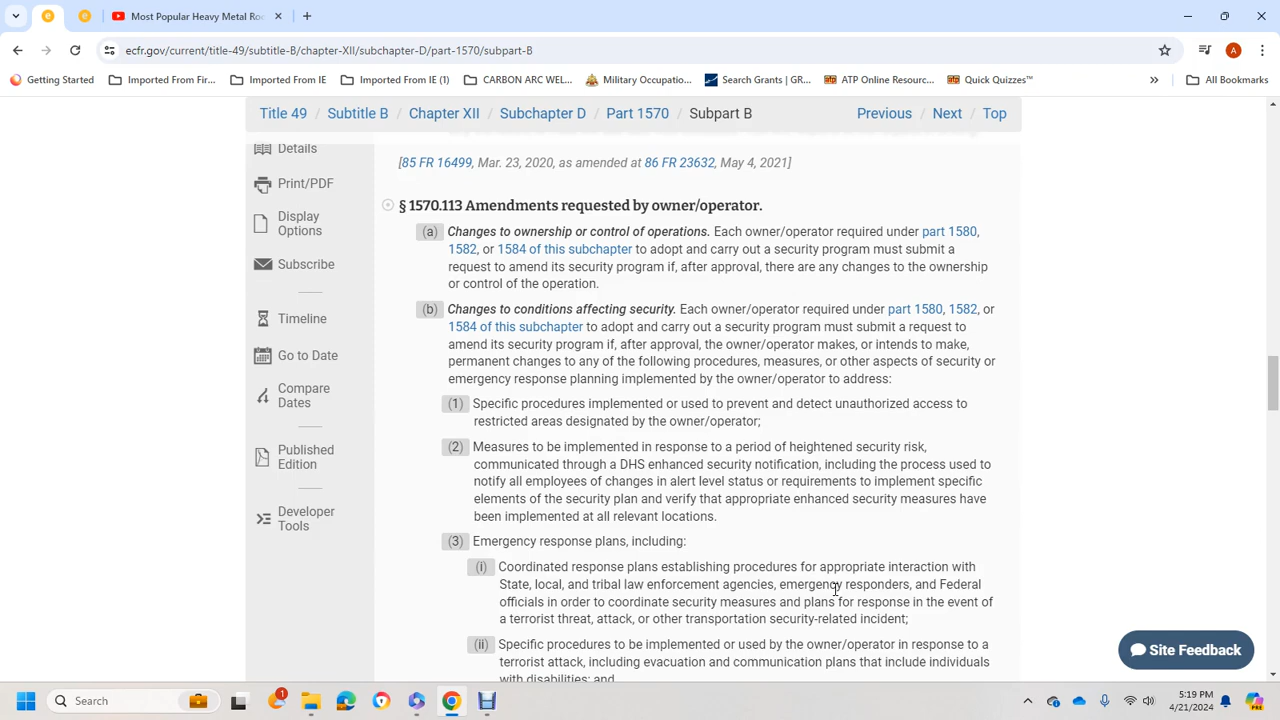 Most Popular Heavy Metal Ro
ecfr.gov/current/title-49/subtitle-B/chapter-XII/subchapter-D/part-1570/subpart-B
A
Getting Started
Imported From Fir...
Imported From IE
Imported From IE (1)
CARBON ARC WEL...
Military Occupatio...
Search Grants | GR...
ATP Online Resourc...
Quick Quizzes™
All Bookmarks
Title 49 / Subtitle B / Chapter XII / Subchapter D / Part 1570 / Subpart B
Previous / Next / Top
Details
Print/PDF
Display
Options
Subscribe
Timeline
Go to Date
Compare
Dates
Published
Edition
Developer
Tools
[85 FR 16499, Mar. 23, 2020, as amended at 86 FR 23632, May 4, 2021]
§ 1570.113 Amendments requested by owner/operator.
(a) Changes to ownership or control of operations. Each owner/operator required under part 1580,
1582, or 1584 of this subchapter to adopt and carry out a security program must submit a
request to amend its security program if, after approval, there are any changes to the ownership
or control of the operation.
(b) Changes to conditions affecting security. Each owner/operator required under part 1580, 1582, or
1584 of this subchapter to adopt and carry out a security program must submit a request to
amend its security program if, after approval, the owner/operator makes, or intends to make,
permanent changes to any of the following procedures, measures, or other aspects of security or
emergency response planning implemented by the owner/operator to address:
(1) Specific procedures implemented or used to prevent and detect unauthorized access to
restricted areas designated by the owner/operator;
(2) Measures to be implemented in response to a period of heightened security risk,
communicated through a DHS enhanced security notification, including the process used to
notify all employees of changes in alert level status or requirements to implement specific
elements of the security plan and verify that appropriate enhanced security measures have
been implemented at all relevant locations.
(3) Emergency response plans, including:
(i) Coordinated response plans establishing procedures for appropriate interaction with
State, local, and tribal law enforcement agencies, emergency responders, and Federal
officials in order to coordinate security measures and plans for response in the event of
a terrorist threat, attack, or other transportation security-related incident;
(ii) Specific procedures to be implemented or used by the owner/operator in response to a
terrorist attack, including evacuation and communication plans that include individuals
with disabilities; and
Site Feedback
Search
1
5:19 PM
4/21/2024